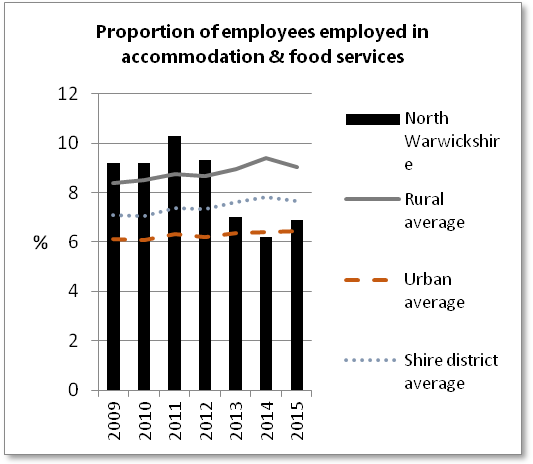 Proportion of employees employed in
accommodation & food services
12
10
8
6
4
2
0
%
2009
2010
2011
2012
2013
2014
2015
North
Warwickshir
e
Rural
average
Urban
average
Shire district
average